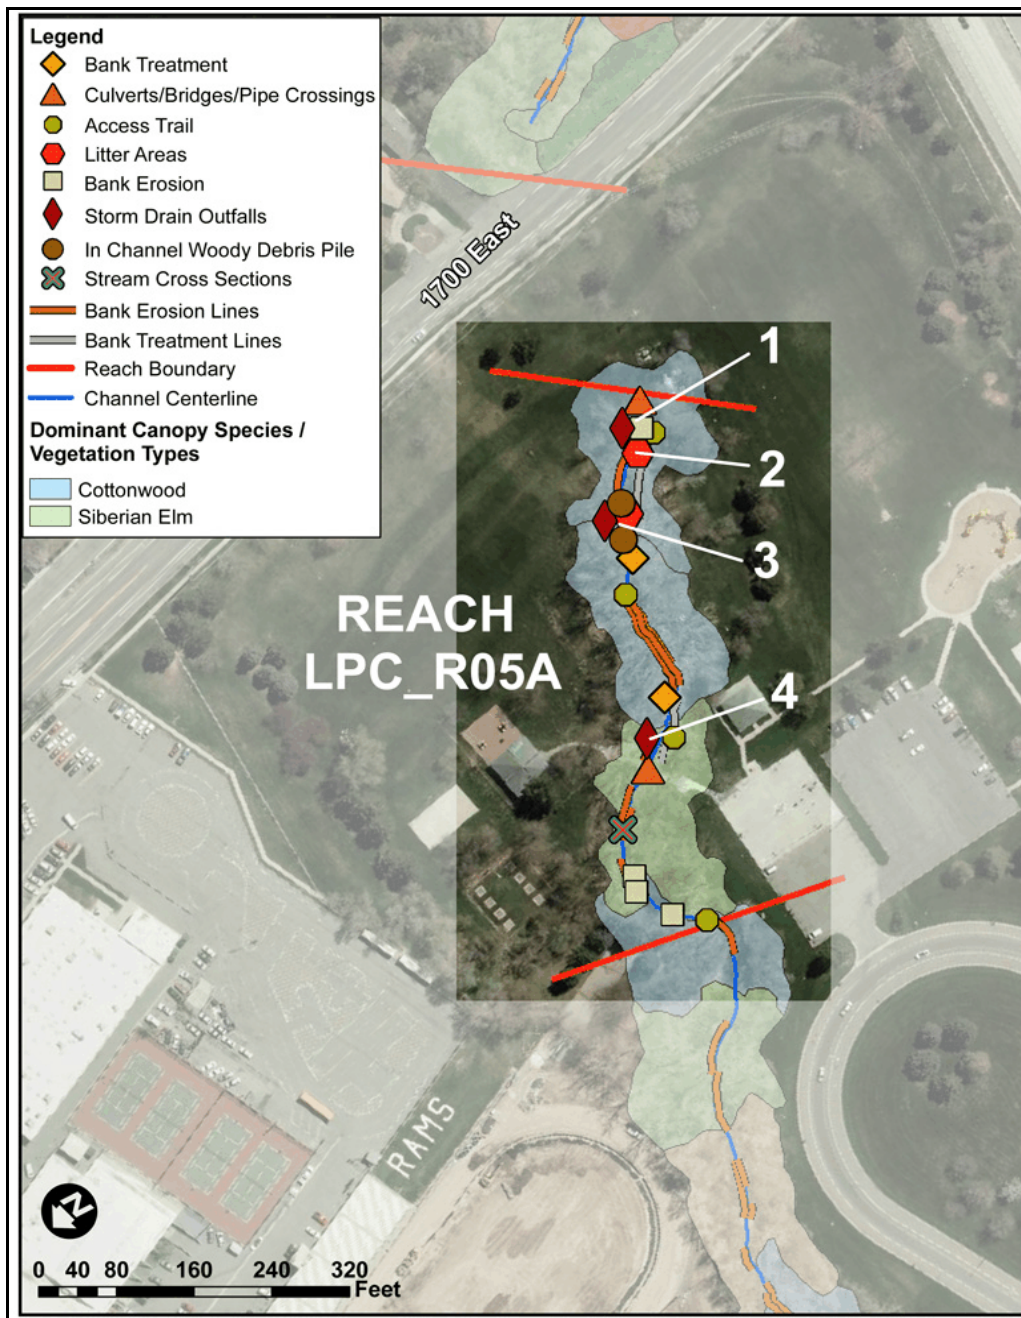 Legend
Bank Treatment
Culverts/Bridges/Pipe Crossings
Access Trail
Litter Areas
Bank Erosion
Storm Drain Outfalls
In Channel Woody Debris Pile
Stream Cross Sections
Bank Erosion Lines
Bank Treatment Lines
Reach Boundary
Channel Centerline
Dominant Canopy Species /
Vegetation Types
Cottonwood
Siberian Elm
1700 East
1
2
3
REACH
LPC_R05A
4
RAMS
N
0 40 80 160 240 320
Feet